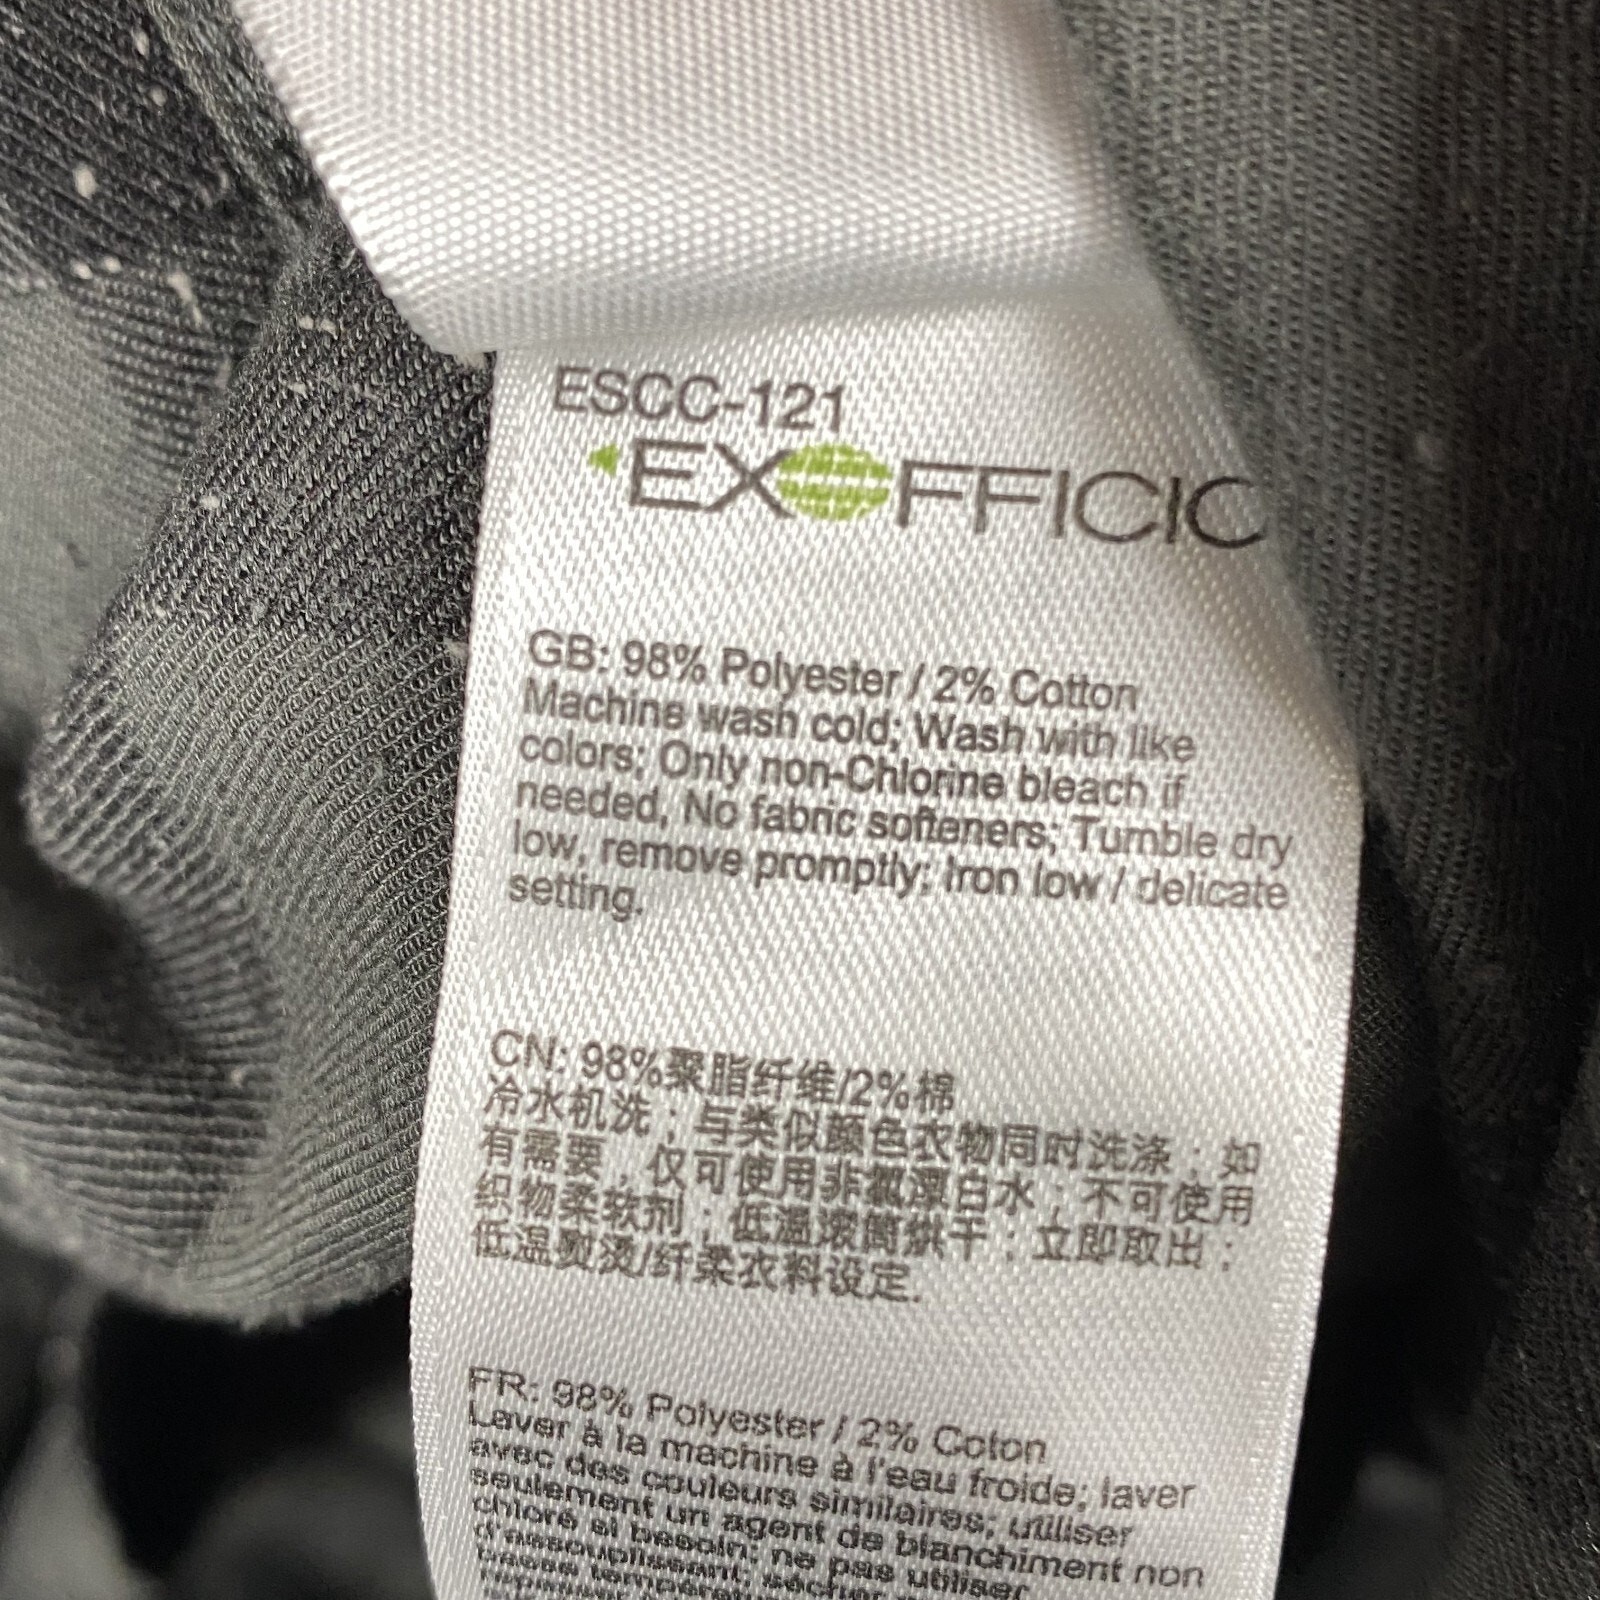 ESCC-121
EXOFFICIO
GB: 98% Polyester / 2% Cotton
Machine wash cold; Wash with like
colors; Only non-Chlorine bleach if
needed, No fabric softeners; Tumble dry
low, remove promptly; Iron low / delicate
setting.
CN: 98%聚脂纤维/2%棉
冷水机洗；与类似颜色衣物同时洗涤；如
有需要，仅可使用非氯漂白水；不可使用
织物柔软剂；低温滚筒烘干；立即取出；
低温熨烫/纤柔衣料设定.
FR: 98% Polyester / 2% Coton
Laver à la machine à l'eau froide; laver
avec des couleurs similaires; utiliser
seulement un agent de blanchiment non
chloré si besoin; ne pas utiliser
d'assouplissant; sécher
basse température